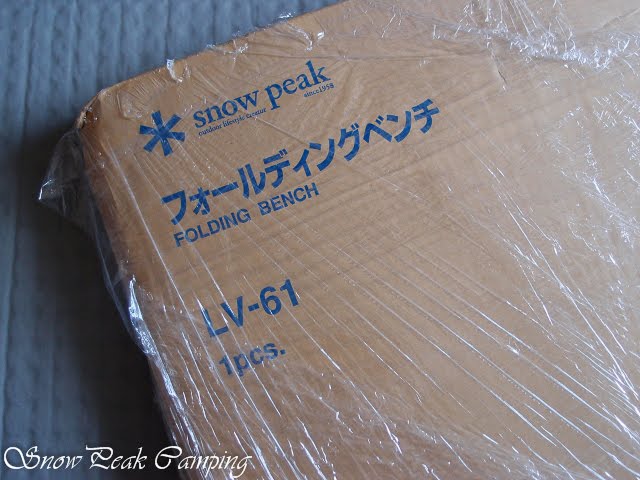 snow peak
outdoor lifestyle creator
since1958
フォールディングベンチ
FOLDING BENCH
LV-61
1pcs.
Snow Peak Camping